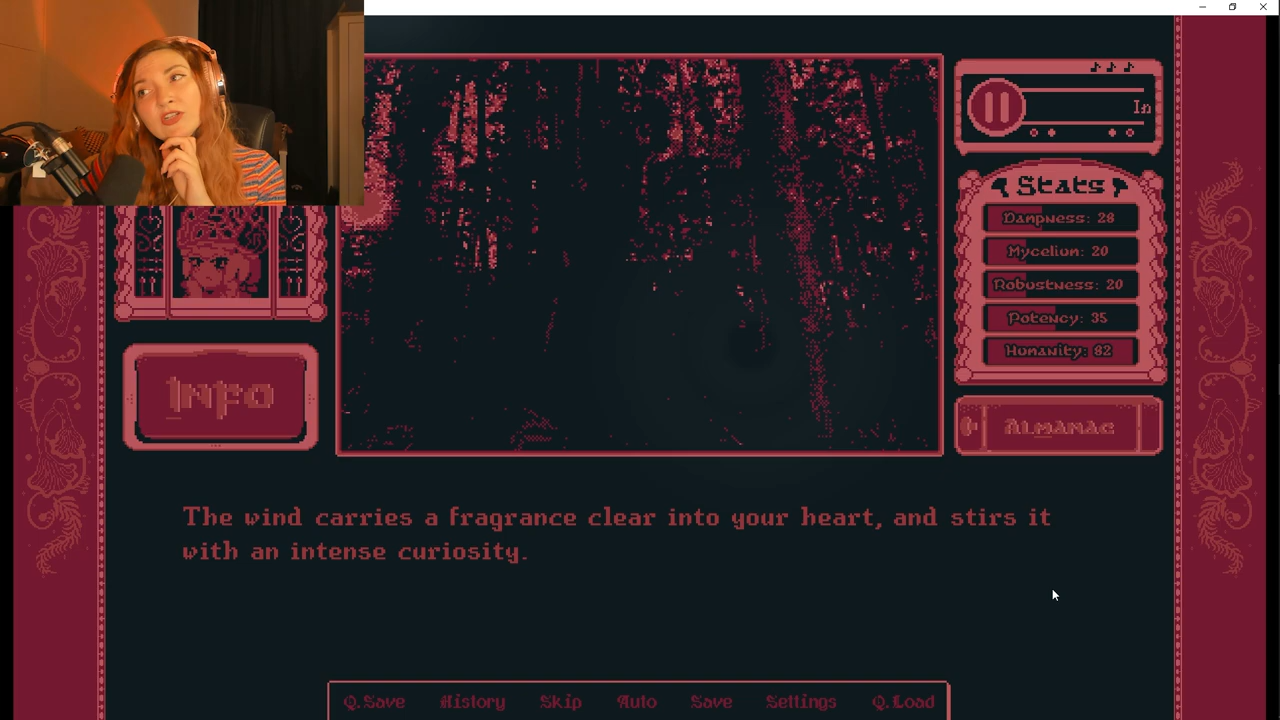 In
Stats
Dampness: 28
Mycelium: 20
Robustness: 20
Potency: 35
Humanity: 82
Info
Almanac
The wind carries a fragrance clear into your heart, and stirs it
with an intense curiosity.
Q.Save History Skip Auto Save Settings Q.Load